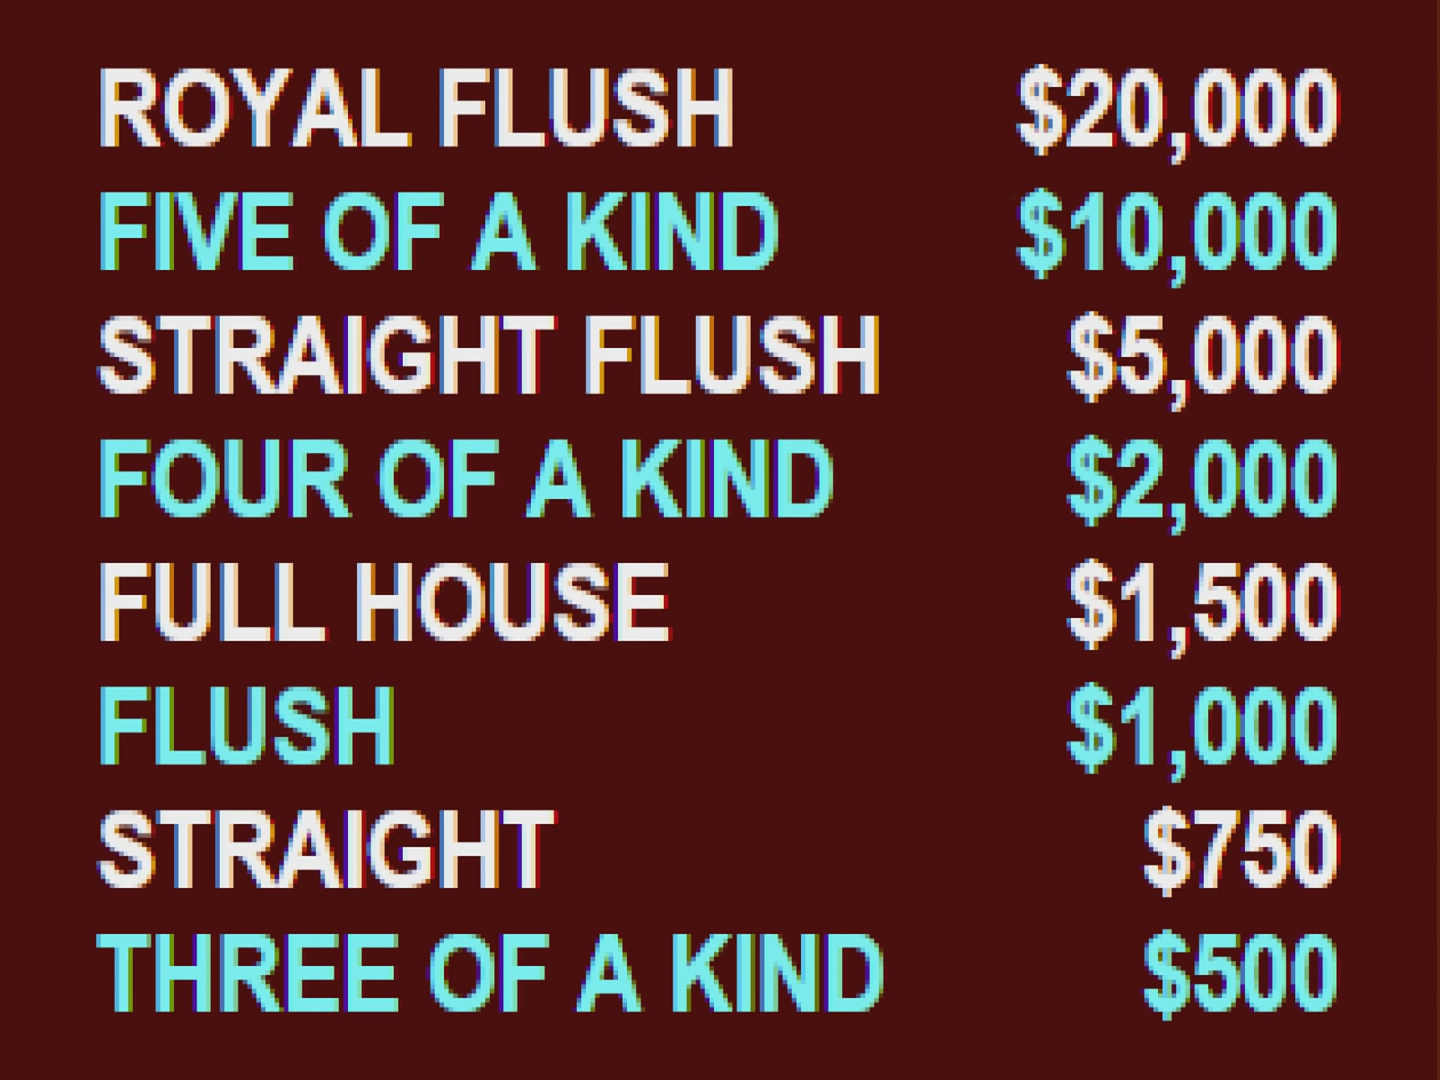 ROYAL FLUSH $20,000
FIVE OF A KIND $10,000
STRAIGHT FLUSH $5,000
FOUR OF A KIND $2,000
FULL HOUSE $1,500
FLUSH $1,000
STRAIGHT $750
THREE OF A KIND $500